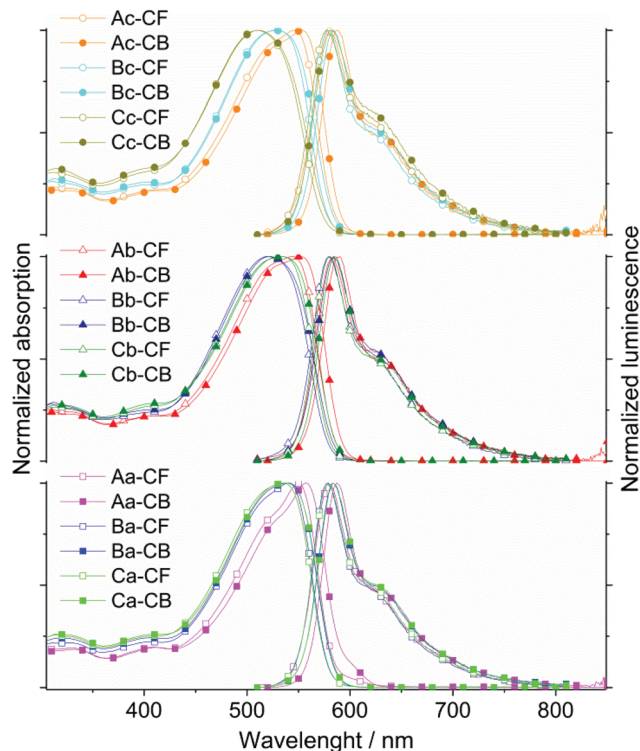 Ac-CF
Ac-CB
Bc-CF
Bc-CB
Cc-CF
Cc-CB
Ab-CF
Ab-CB
Bb-CF
Bb-CB
Cb-CF
Cb-CB
Aa-CF
Aa-CB
Ba-CF
Ba-CB
Ca-CF
Ca-CB
Normalized absorption
Normalized luminescence
400 500 600 700 800
Wavelenght / nm